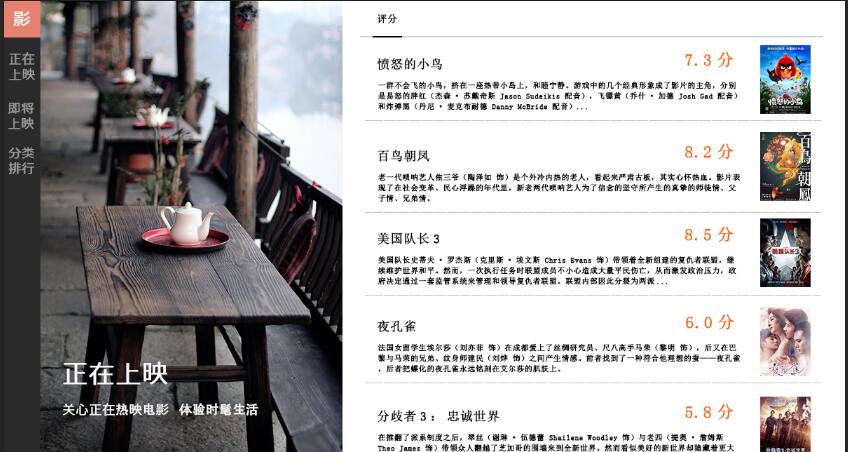 影
正在
上映
即将
上映
分类
排行
正在上映
关心正在热映电影 体验时髦生活
评分
愤怒的小鸟
7.3 分
一群不会飞的小鸟，挤在一座热带小岛上，和睦宁静。游戏中的几个经典形象成了影片的主角，分别
是易怒的胖红（杰森·苏戴奇斯 Jason Sudeikis 配音），飞镖黄（乔什·加德 Josh Gad 配音）
和炸弹黑（丹尼·麦克布耐德 Danny McBride 配音）...
愤怒的小鸟
百鸟朝凤
8.2 分
老一代唢呐艺人焦三爷（陶泽如 饰）是个外冷内热的老人，看起来严肃古板，其实心怀热血。影片表
现了在社会变革、民心浮躁的年代里，新老两代唢呐艺人为了信念的坚守所产生的真挚的师徒情、父
子情、兄弟情。
百鸟朝鳳
美国队长 3
8.5 分
美国队长史蒂夫·罗杰斯（克里斯·埃文斯 Chris Evans 饰）带领着全新组建的复仇者联盟，继
续维护世界和平。然而，一次执行任务时联盟成员不小心造成大量平民伤亡，从而激发政治压力，政
府决定通过一套监管系统来管理和领导复仇者联盟。联盟内部因此分裂为两派...
美国队长3
夜孔雀
6.0 分
法国女留学生埃尔莎（刘亦菲 饰）在成都爱上了丝绸研究员、尺八高手马荣（黎明 饰），后又在巴
黎与马荣的兄弟、纹身师建民（刘烨 饰）之间产生情感。前者找到了一种符合他理想的蚕——夜孔雀
，后者把蝶化的夜孔雀永远铭刻在艾尔莎的肌肤上。
夜孔雀
分歧者 3： 忠诚世界
5.8 分
在推翻了派系制度之后，翠丝（谢琳·伍德蕾 Shailene Woodley 饰）与老四（提奥·詹姆斯
Theo James 饰）带领众人翻越了芝加哥的围墙来到全新世界。然而看似美好的新世界却隐藏着更大